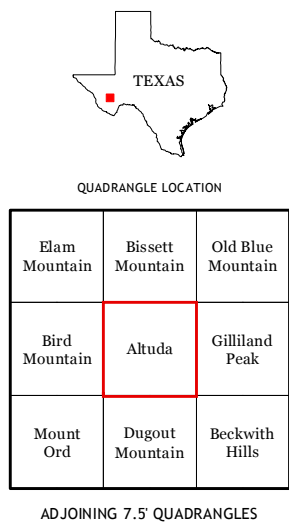 TEXAS
QUADRANGLE LOCATION
Elam
Mountain
Bissett
Mountain
Old Blue
Mountain
Bird
Mountain
Altuda
Gilliland
Peak
Mount
Ord
Dugout
Mountain
Beckwith
Hills
ADJOINING 7.5' QUADRANGLES